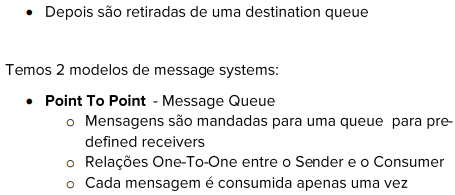 • Depois são retiradas de uma destination queue
Temos 2 modelos de message systems:
• Point To Point - Message Queue
o Mensagens são mandadas para uma queue para pre-
defined receivers
o Relações One-To-One entre o Sender e o Consumer
o Cada mensagem é consumida apenas uma vez